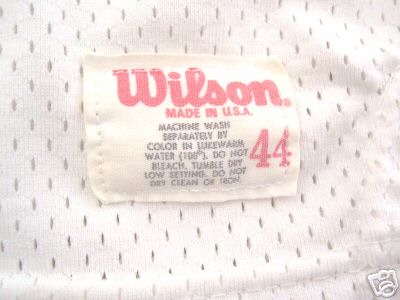 Wilson®
MADE IN U.S.A.
MACHINE WASH
SEPARATELY BY
COLOR IN LUKEWARM
WATER (100°). DO NOT
BLEACH, TUMBLE DRY
LOW SETTING. DO NOT
DRY CLEAN OR IRON.
44